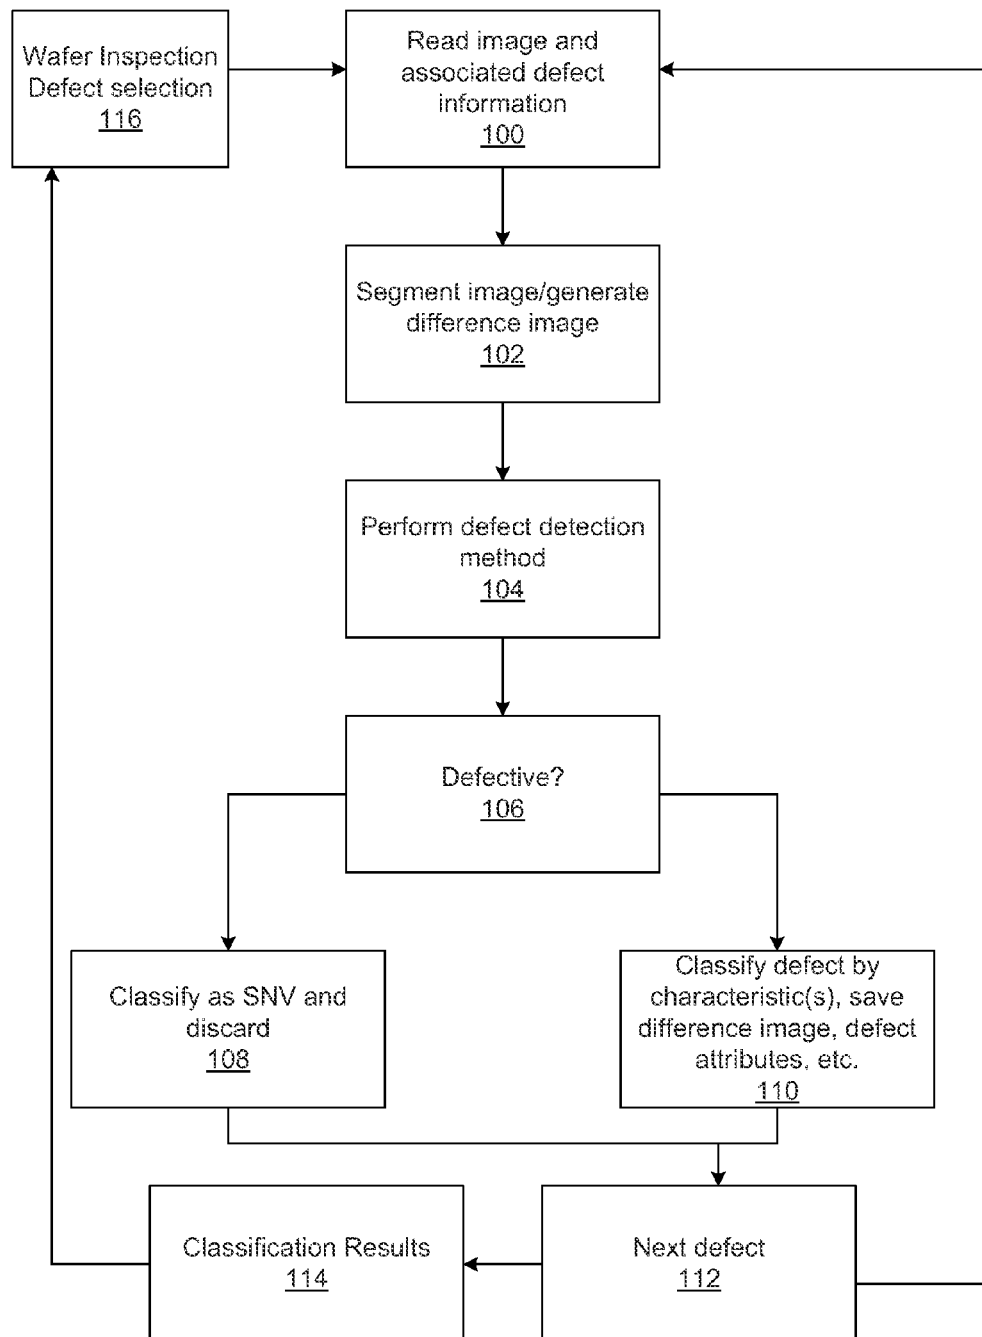 Wafer Inspection
Defect selection
116
Read image and
associated defect
information
100
Segment image/generate
difference image
102
Perform defect detection
method
104
Defective?
106
Classify as SNV and
discard
108
Classify defect by
characteristic(s), save
difference image, defect
attributes, etc.
110
Classification Results
114
Next defect
112